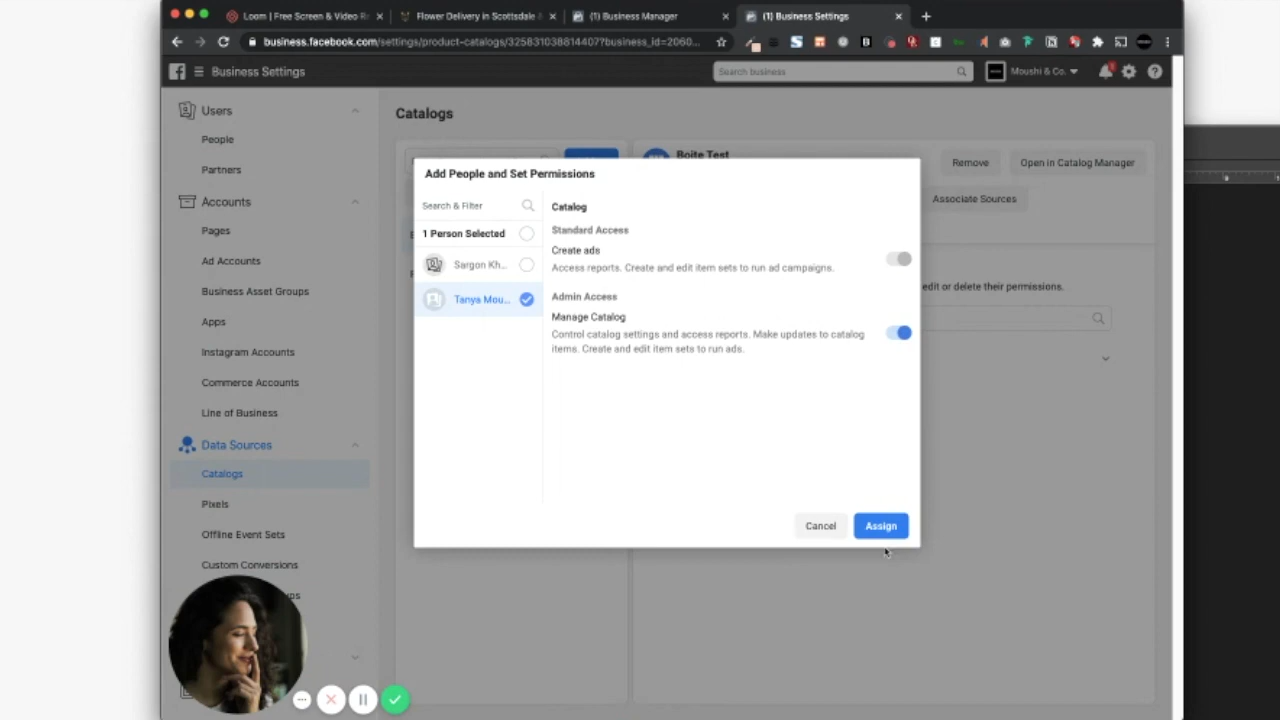 Loom | Free Screen & Video R
Flower Delivery in Scottsdale
(1) Business Manager
(1) Business Settings
business.facebook.com/settings/product-catalogs/325831038814407?business_id=2060...
Business Settings
Search business
Moushi & Co.
Users
People
Partners
Accounts
Pages
Ad Accounts
Business Asset Groups
Apps
Instagram Accounts
Commerce Accounts
Line of Business
Data Sources
Catalogs
Pixels
Offline Event Sets
Custom Conversions
Catalogs
Boite Test
Remove
Open in Catalog Manager
Associate Sources
edit or delete their permissions.
Add People and Set Permissions
Search & Filter
1 Person Selected
Sargon Kh...
Tanya Mou...
Catalog
Standard Access
Create ads
Access reports. Create and edit item sets to run ad campaigns.
Admin Access
Manage Catalog
Control catalog settings and access reports. Make updates to catalog
items. Create and edit item sets to run ads.
Cancel
Assign